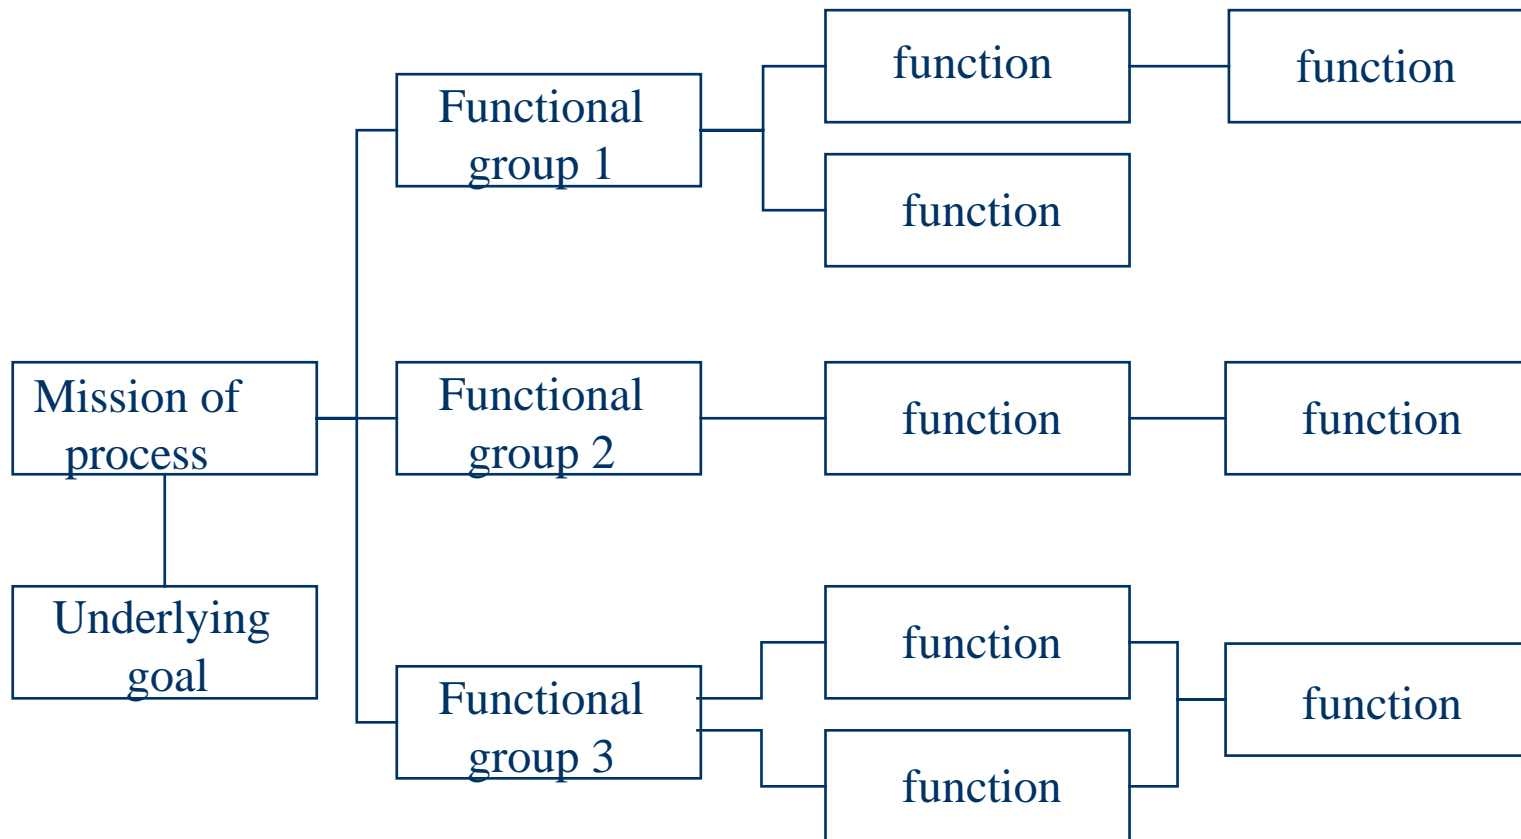 function
function
Functional
group 1
function
Mission of
process
Functional
group 2
function
function
Underlying
goal
function
Functional
group 3
function
function